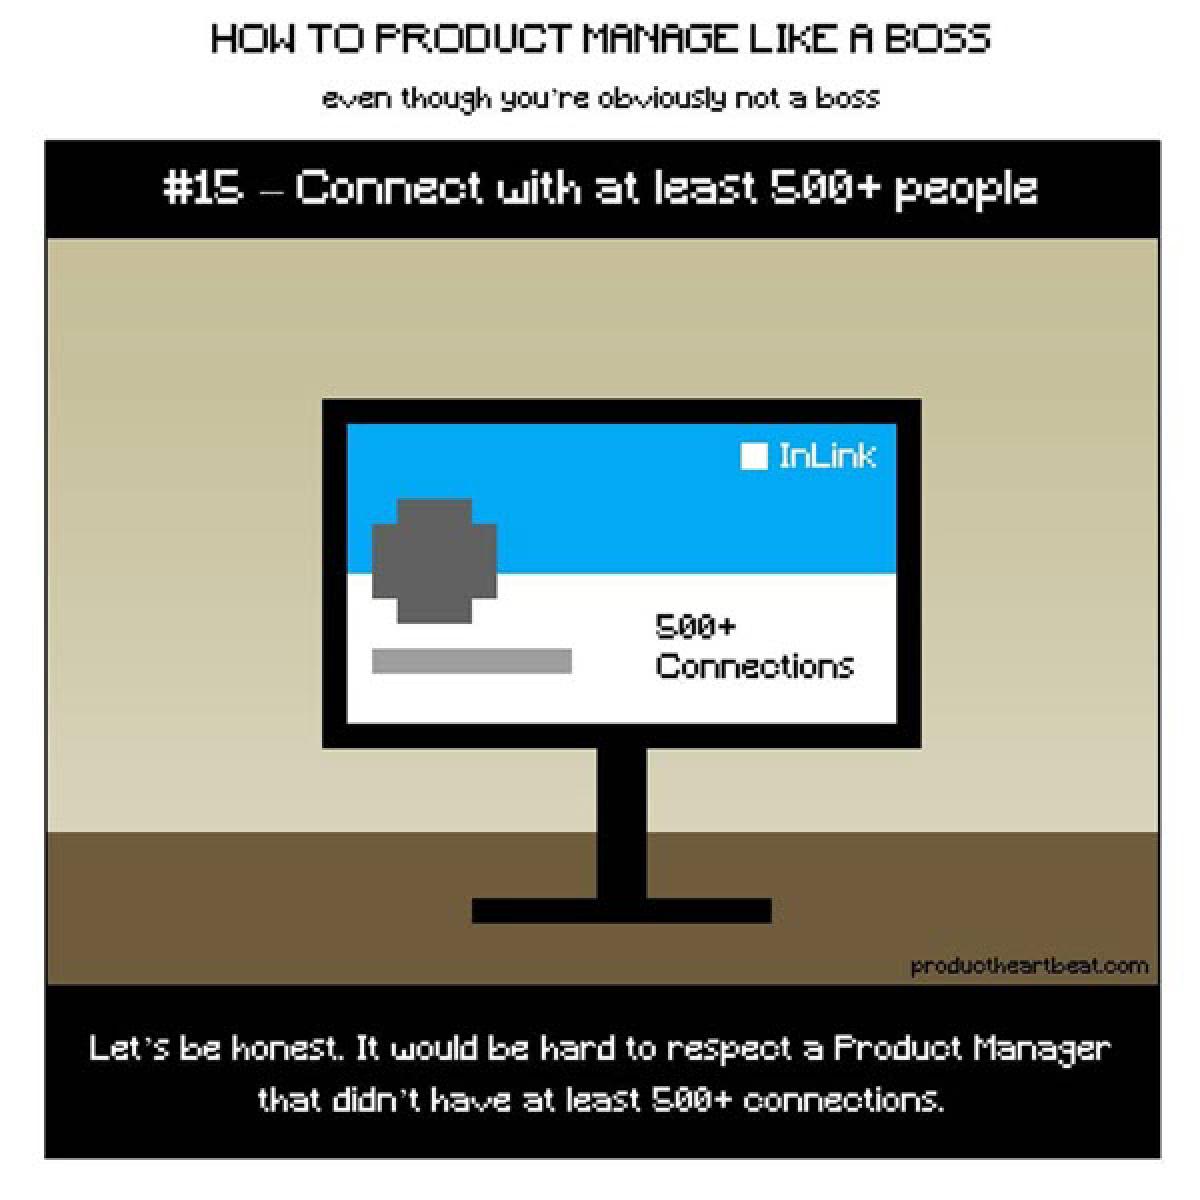 HOW TO PRODUCT MANAGE LIKE A BOSS
even though you're obviously not a boss
#15 – Connect with at least 500+ people
InLink
500+
Connections
productheartbeat.com
Let's be honest. It would be hard to respect a Product Manager
that didn't have at least 500+ connections.